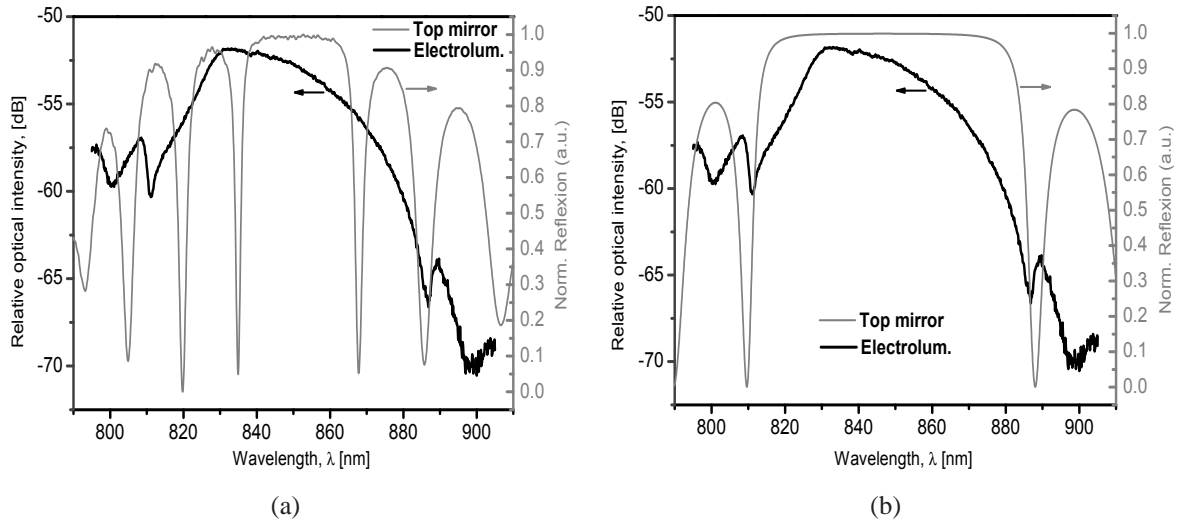 -50
-55
-60
-65
-70
800 820 840 860 880 900
1.0
0.9
0.8
0.7
0.6
0.5
0.4
0.3
0.2
0.1
0.0
Relative optical intensity, [dB]
Wavelength, λ [nm]
Norm. Reflexion (a.u.)
Top mirror
Electrolum.
(a)
-50
-55
-60
-65
-70
800 820 840 860 880 900
1.0
0.9
0.8
0.7
0.6
0.5
0.4
0.3
0.2
0.1
0.0
Relative optical intensity, [dB]
Wavelength, λ [nm]
Norm. Reflexion (a.u.)
Top mirror
Electrolum.
(b)